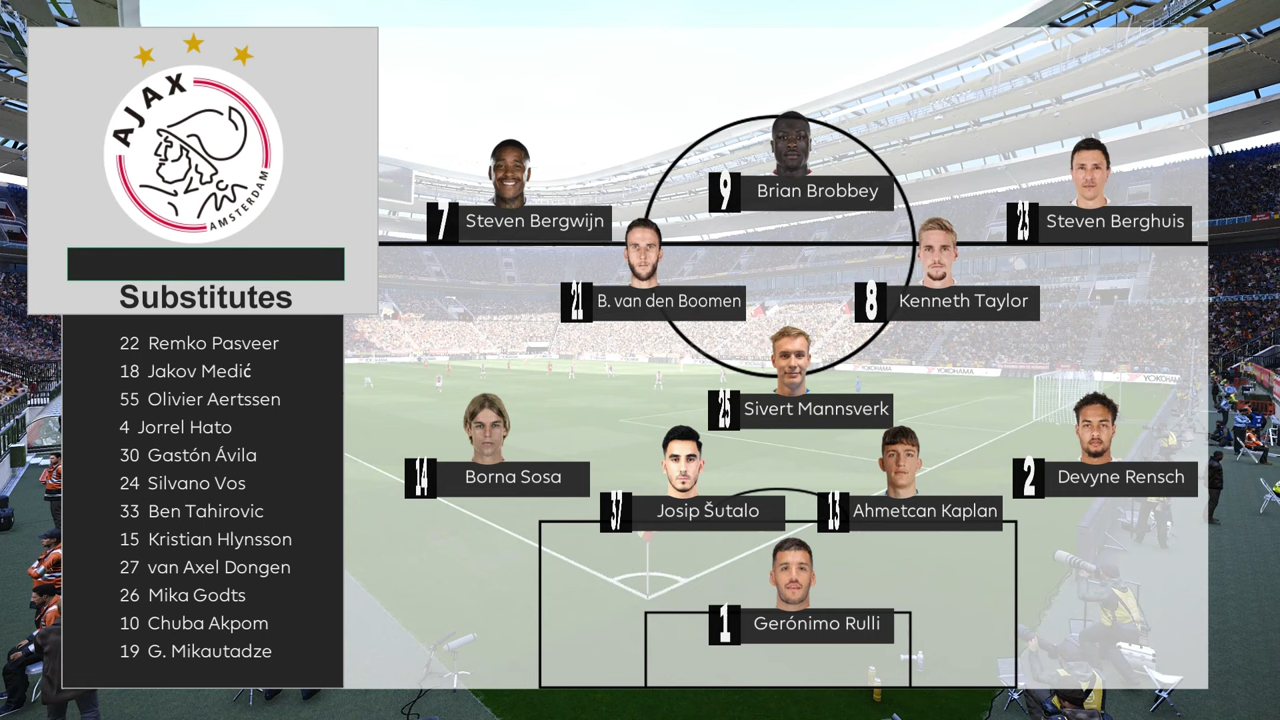 AJAX
AMSTERDAM
Substitutes
22 Remko Pasveer
18 Jakov Medić
55 Olivier Aertssen
4 Jorrel Hato
30 Gastón Ávila
24 Silvano Vos
33 Ben Tahirovic
15 Kristian Hlynsson
27 van Axel Dongen
26 Mika Godts
10 Chuba Akpom
19 G. Mikautadze
9 Brian Brobbey
7 Steven Bergwijn
23 Steven Berghuis
21 B. van den Boomen
8 Kenneth Taylor
25 Sivert Mannsverk
14 Borna Sosa
37 Josip Šutalo
13 Ahmetcan Kaplan
2 Devyne Rensch
1 Gerónimo Rulli
YOKOHAMA
YOKOHAMA